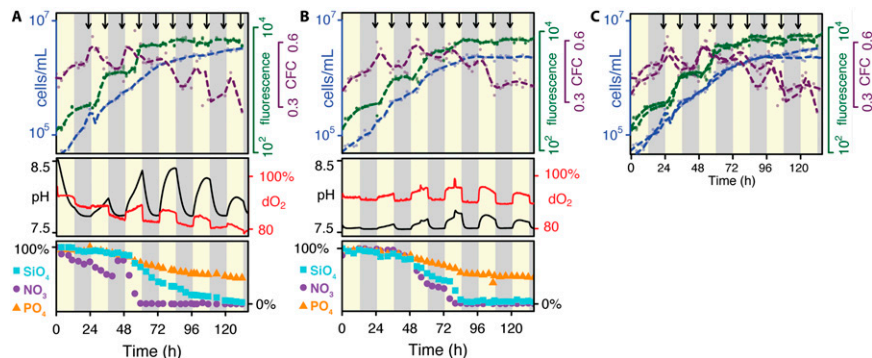 A
10⁷
cells/mL
10⁵
10⁴
fluorescence
10²
0.6
CFC
0.3
8.5
pH
7.5
100%
dO₂
80
100%
SiO₄
NO₃
PO₄
0%
0 24 48 72 96 120
Time (h)
B
10⁷
cells/mL
10⁵
10⁴
fluorescence
10²
0.6
CFC
0.3
8.5
pH
7.5
100%
dO₂
80
100%
SiO₄
NO₃
PO₄
0%
0 24 48 72 96 120
Time (h)
C
10⁷
cells/mL
10⁵
10⁴
fluorescence
10²
0.6
CFC
0.3
0 24 48 72 96 120
Time (h)